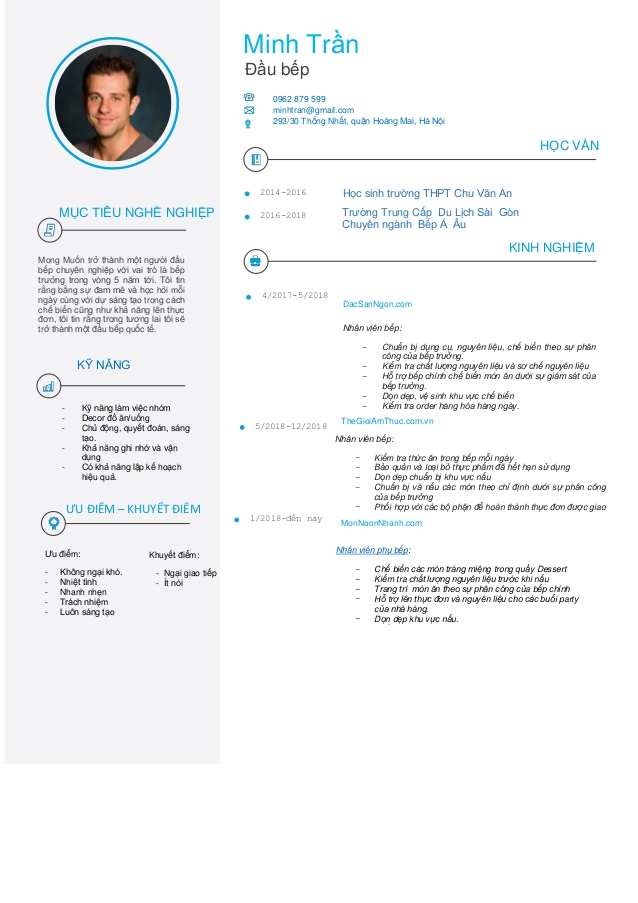 Minh Trần
Đầu bếp
0962 879 599
minhtran@gmail.com
293/30 Thống Nhất, quận Hoàng Mai, Hà Nội
MỤC TIÊU NGHỀ NGHIỆP
Mong Muốn trở thành một người đầu
bếp chuyên nghiệp với vai trò là bếp
trưởng trong vòng 5 năm tới. Tôi tin
rằng bằng sự đam mê và học hỏi mỗi
ngày cùng với dự sáng tạo trong cách
chế biến cũng như khả năng lên thực
đơn, tôi tin rằng trong tương lai tôi sẽ
trở thành một đầu bếp quốc tế.
KỸ NĂNG
- Kỹ năng làm việc nhóm
- Decor đồ ăn/uống
- Chủ động, quyết đoán, sáng
tạo.
- Khả năng ghi nhớ và vận
dụng
- Có khả năng lập kế hoạch
hiệu quả.
ƯU ĐIỂM – KHUYẾT ĐIỂM
Ưu điểm:
- Không ngại khó.
- Nhiệt tình
- Nhanh nhẹn
- Trách nhiệm
- Luôn sáng tạo
Khuyết điểm:
- Ngại giao tiếp
- Ít nói
HỌC VẤN
2014-2016 Học sinh trường THPT Chu Văn An
2016-2018 Trường Trung Cấp Du Lịch Sài Gòn
Chuyên ngành Bếp Á Âu
KINH NGHIỆM
4/2017-5/2018
DacSanNgon.com
Nhân viên bếp:
– Chuẩn bị dụng cụ, nguyên liệu, chế biến theo sự phân
công của bếp trưởng.
– Kiểm tra chất lượng nguyên liệu và sơ chế nguyên liệu
– Hỗ trợ bếp chính chế biến món ăn dưới sự giám sát của
bếp trưởng.
– Dọn dẹp, vệ sinh khu vực chế biến
– Kiểm tra order hàng hóa hàng ngày.
5/2018-12/2018 TheGioiAmThuc.com.vn
Nhân viên bếp:
– Kiểm tra thức ăn trong bếp mỗi ngày
– Bảo quản và loại bỏ thực phẩm đã hết hạn sử dụng
– Dọn dẹp chuẩn bị khu vực nấu
– Chuẩn bị và nấu các món theo chỉ định dưới sự phân công
của bếp trưởng
– Phối hợp với các bộ phận để hoàn thành thực đơn được giao
1/2018-đến nay MonNgonNhanh.com
Nhân viên phụ bếp:
– Chế biến các món tráng miệng trong quầy Dessert
– Kiểm tra chất lượng nguyên liệu trước khi nấu
– Trang trí món ăn theo sự phân công của bếp chính
– Hỗ trợ lên thực đơn và nguyên liệu cho các buổi party
của nhà hàng.
– Dọn dẹp khu vực nấu.